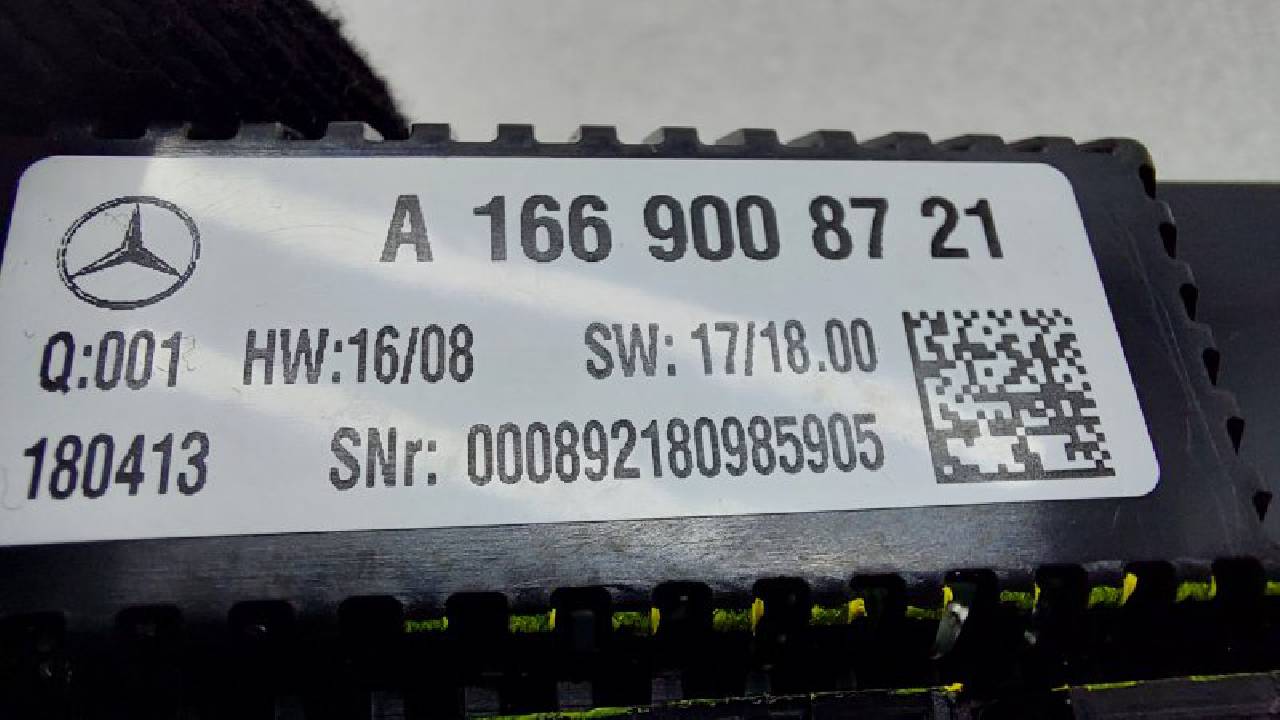 A 166 900 87 21
Q:001 HW:16/08 SW: 17/18.00
180413 SNr: 000892180985905